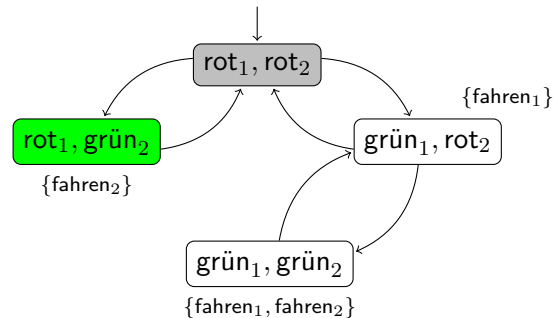 rot₁, rot₂
{fahren₁}
rot₁, grün₂
grün₁, rot₂
{fahren₂}
grün₁, grün₂
{fahren₁, fahren₂}